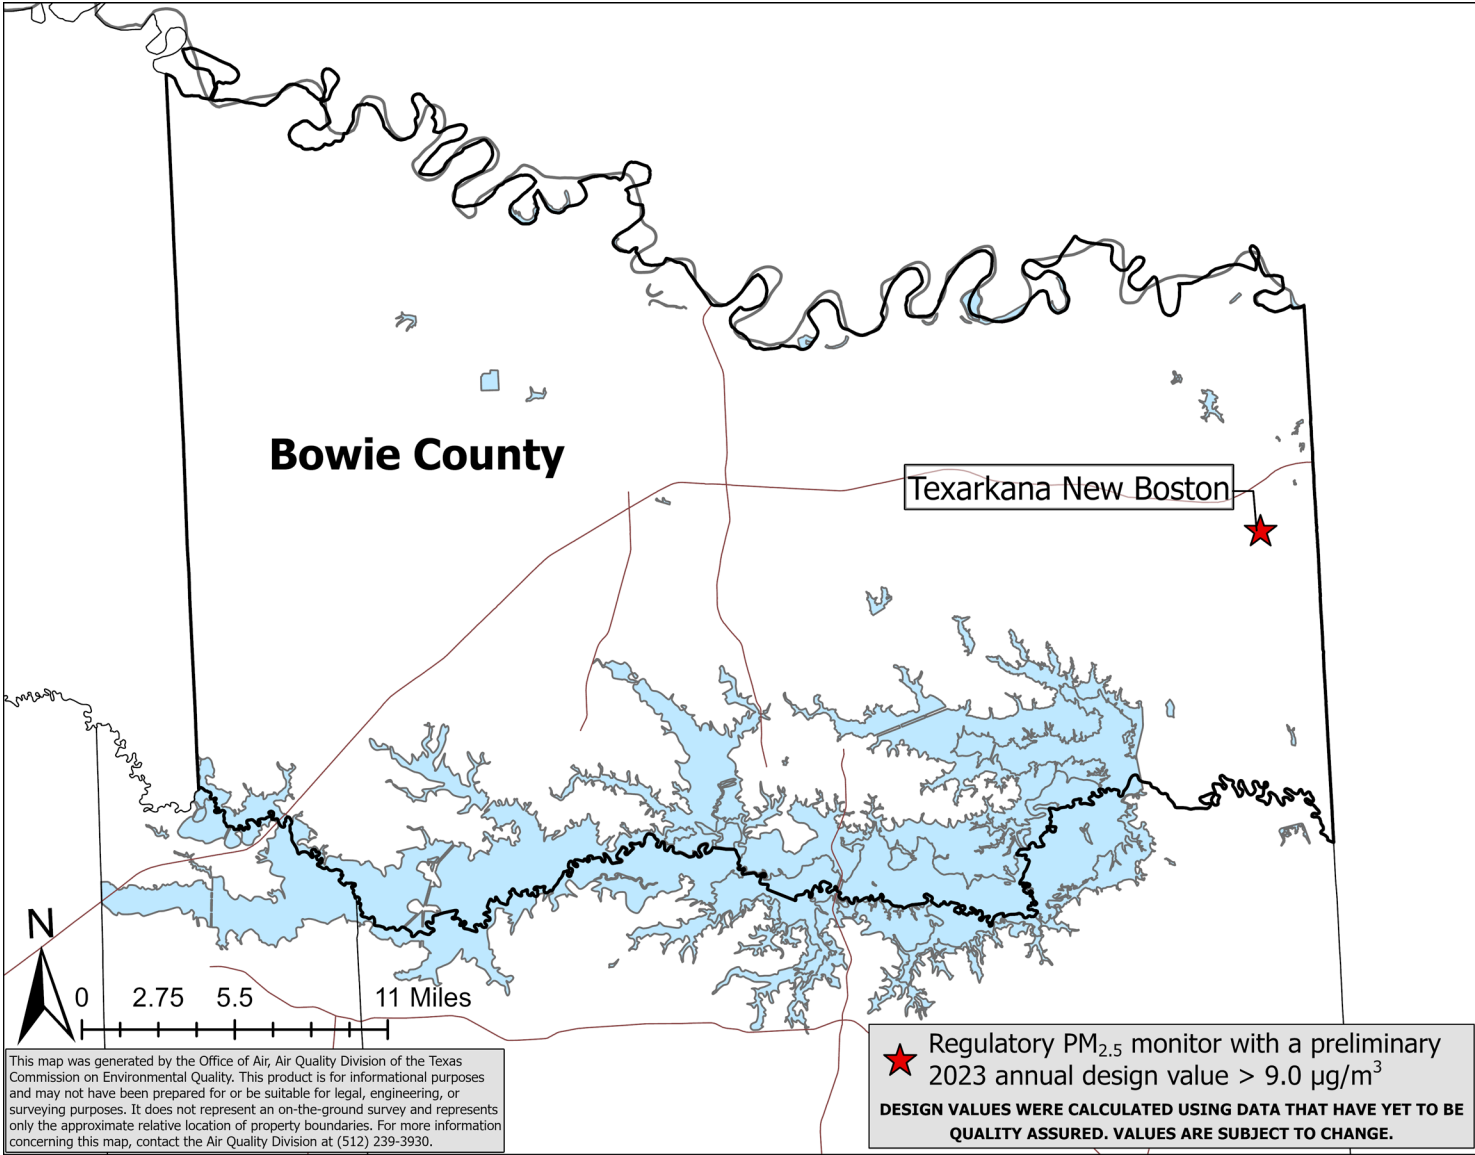 Bowie County
Texarkana New Boston
N
0 2.75 5.5 11 Miles
This map was generated by the Office of Air, Air Quality Division of the Texas
Commission on Environmental Quality. This product is for informational purposes
and may not have been prepared for or be suitable for legal, engineering, or
surveying purposes. It does not represent an on-the-ground survey and represents
only the approximate relative location of property boundaries. For more information
concerning this map, contact the Air Quality Division at (512) 239-3930.
Regulatory PM₂.₅ monitor with a preliminary
2023 annual design value > 9.0 µg/m³
DESIGN VALUES WERE CALCULATED USING DATA THAT HAVE YET TO BE
QUALITY ASSURED. VALUES ARE SUBJECT TO CHANGE.